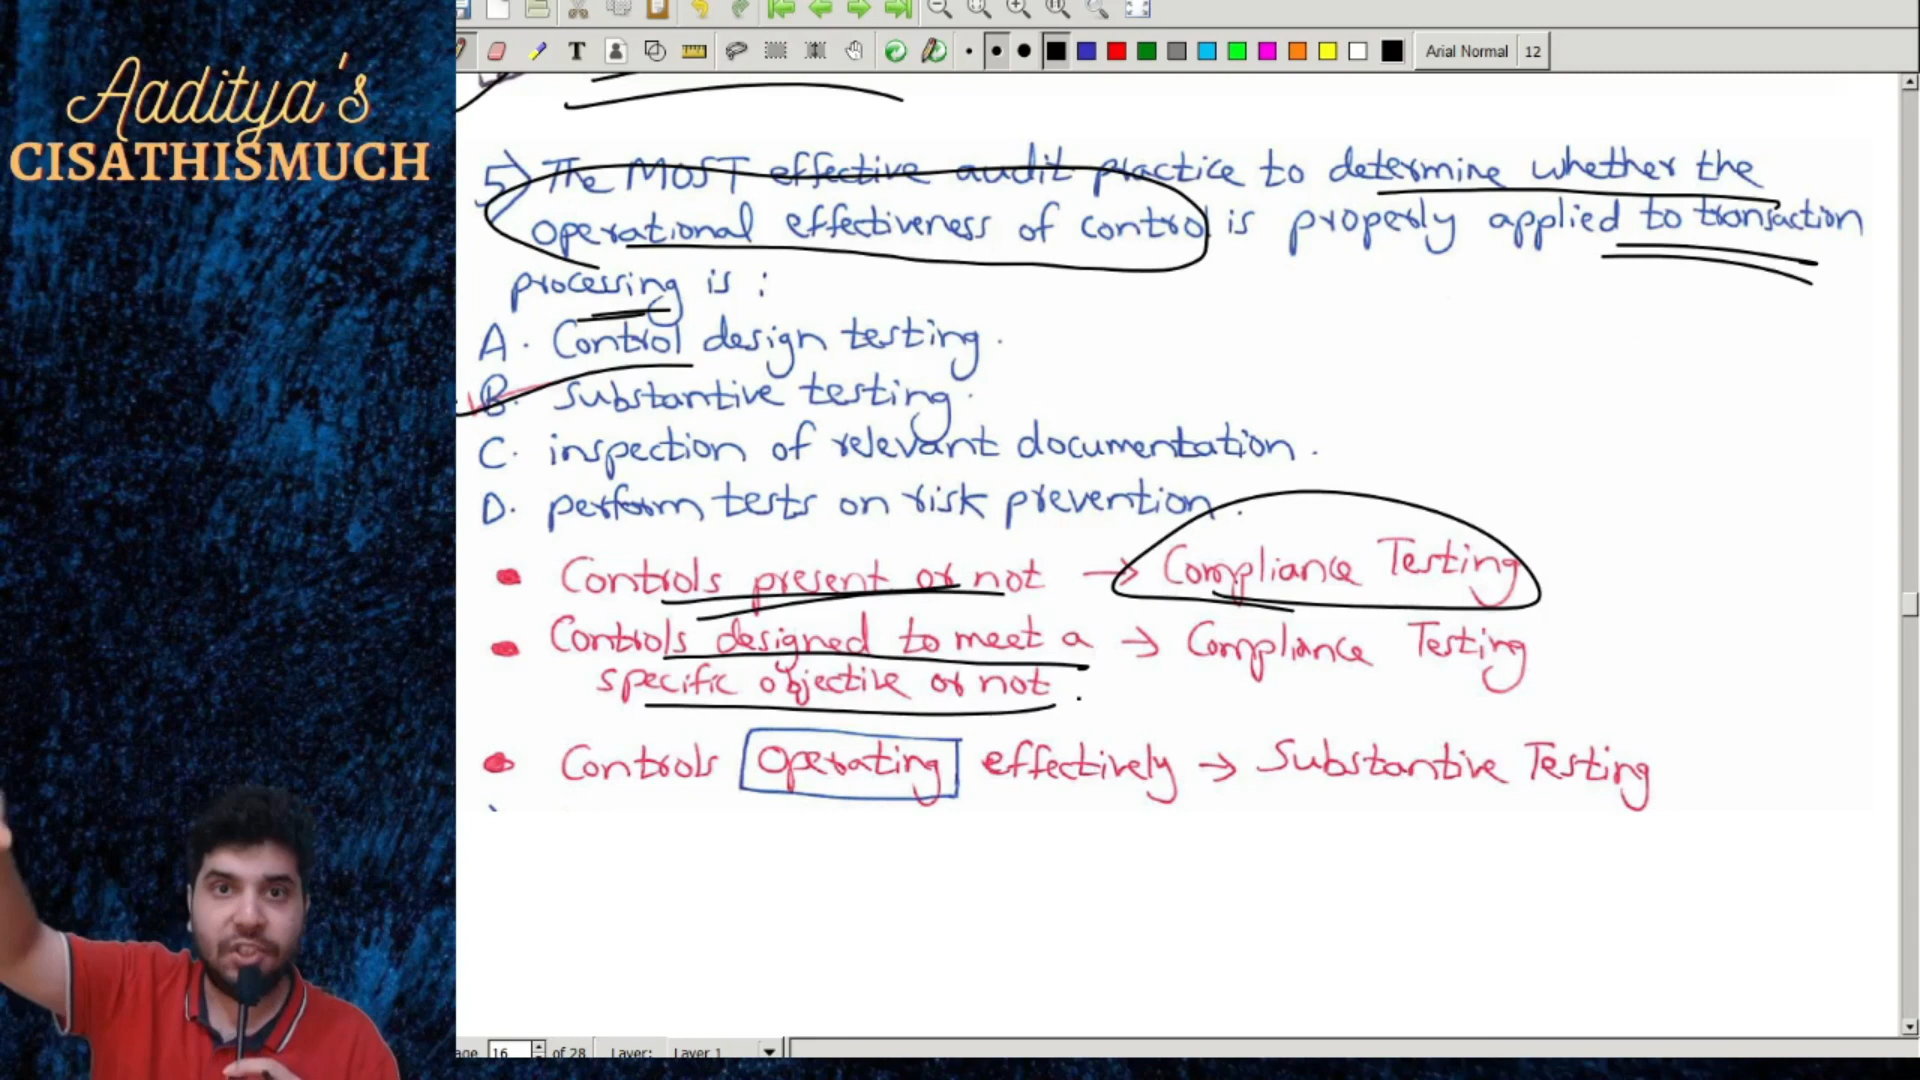 Aaditya's
CISATHISMUCH
Arial Normal 12
5) The MOST effective audit practice to determine whether the
operational effectiveness of control is properly applied to transaction
processing is :
A. Control design testing.
B. Substantive testing.
C. inspection of relevant documentation.
D. perform tests on risk prevention.
Controls present or not → Compliance Testing
Controls designed to meet a → Compliance Testing
specific objective or not
Controls Operating effectively → Substantive Testing
age 16 of 28 Layer: Layer 1